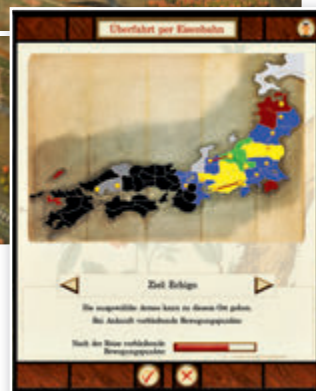 Überfahrt per Eisenbahn
Ziel: Echigo
Die ausgewählte Armee kann zu diesem Ort gehen.
Bei Ankunft verbleibende Bewegungspunkte:
Nach der Reise verbleibende
Bewegungspunkte: